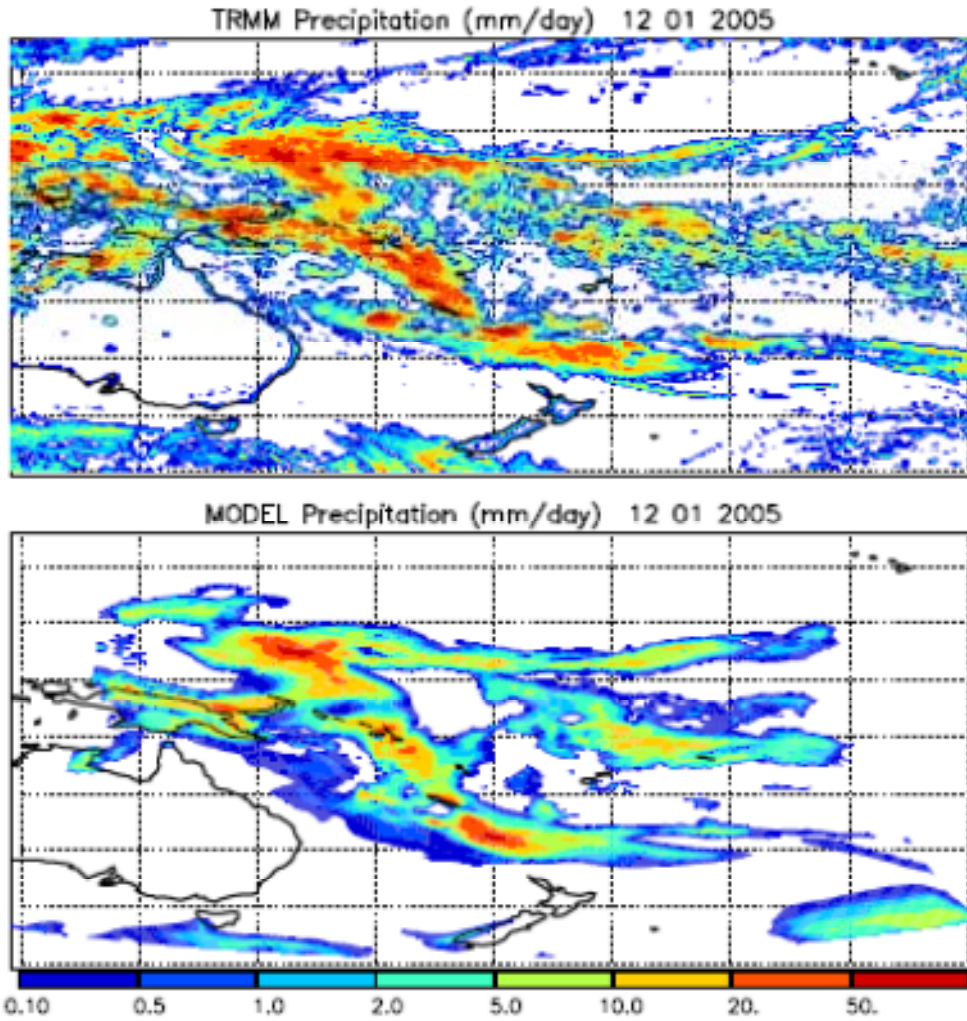 TRMM Precipitation (mm/day) 12 01 2005
MODEL Precipitation (mm/day) 12 01 2005
0.10 0.5 1.0 2.0 5.0 10.0 20. 50.